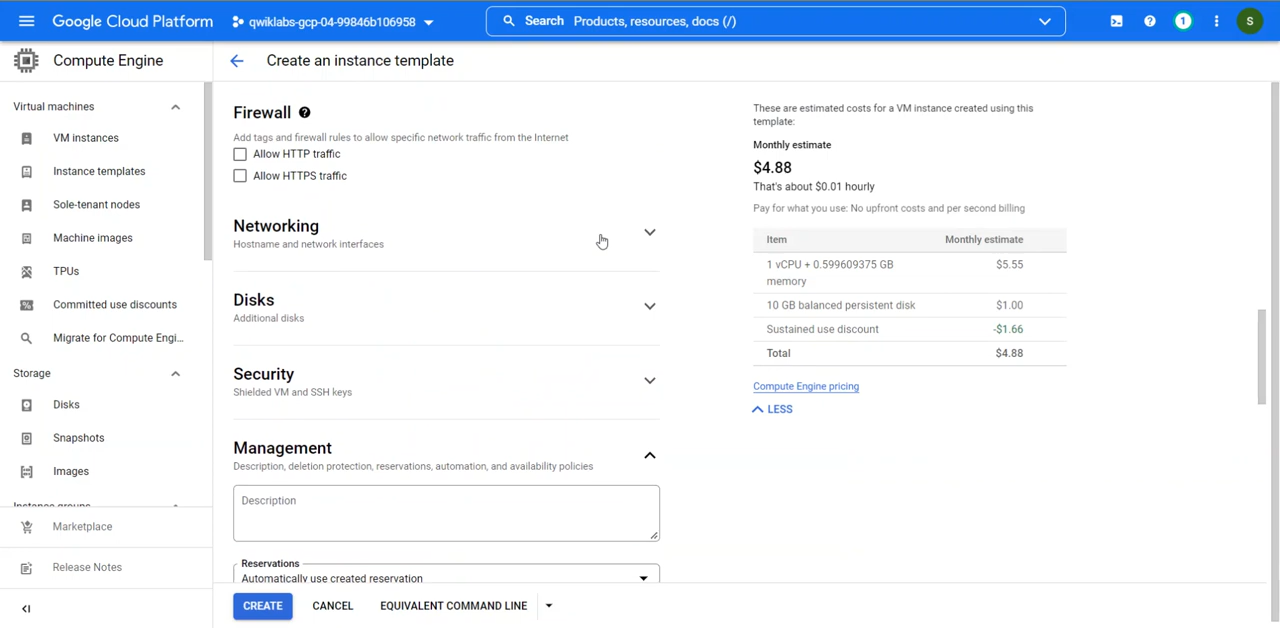 Google Cloud Platform
qwiklabs-gcp-04-99846b106958
Search Products, resources, docs (/)
1
S
Compute Engine
Create an instance template
Virtual machines
VM instances
Instance templates
Sole-tenant nodes
Machine images
TPUs
Committed use discounts
Migrate for Compute Engi...
Storage
Disks
Snapshots
Images
Instance groups
Marketplace
Release Notes
Firewall
Add tags and firewall rules to allow specific network traffic from the Internet
Allow HTTP traffic
Allow HTTPS traffic
Networking
Hostname and network interfaces
Disks
Additional disks
Security
Shielded VM and SSH keys
Management
Description, deletion protection, reservations, automation, and availability policies
Description
Reservations
Automatically use created reservation
CREATE CANCEL EQUIVALENT COMMAND LINE
These are estimated costs for a VM instance created using this
template:
Monthly estimate
$4.88
That's about $0.01 hourly
Pay for what you use: No upfront costs and per second billing
Item Monthly estimate
1 vCPU + 0.599609375 GB $5.55
memory
10 GB balanced persistent disk $1.00
Sustained use discount -$1.66
Total $4.88
Compute Engine pricing
LESS